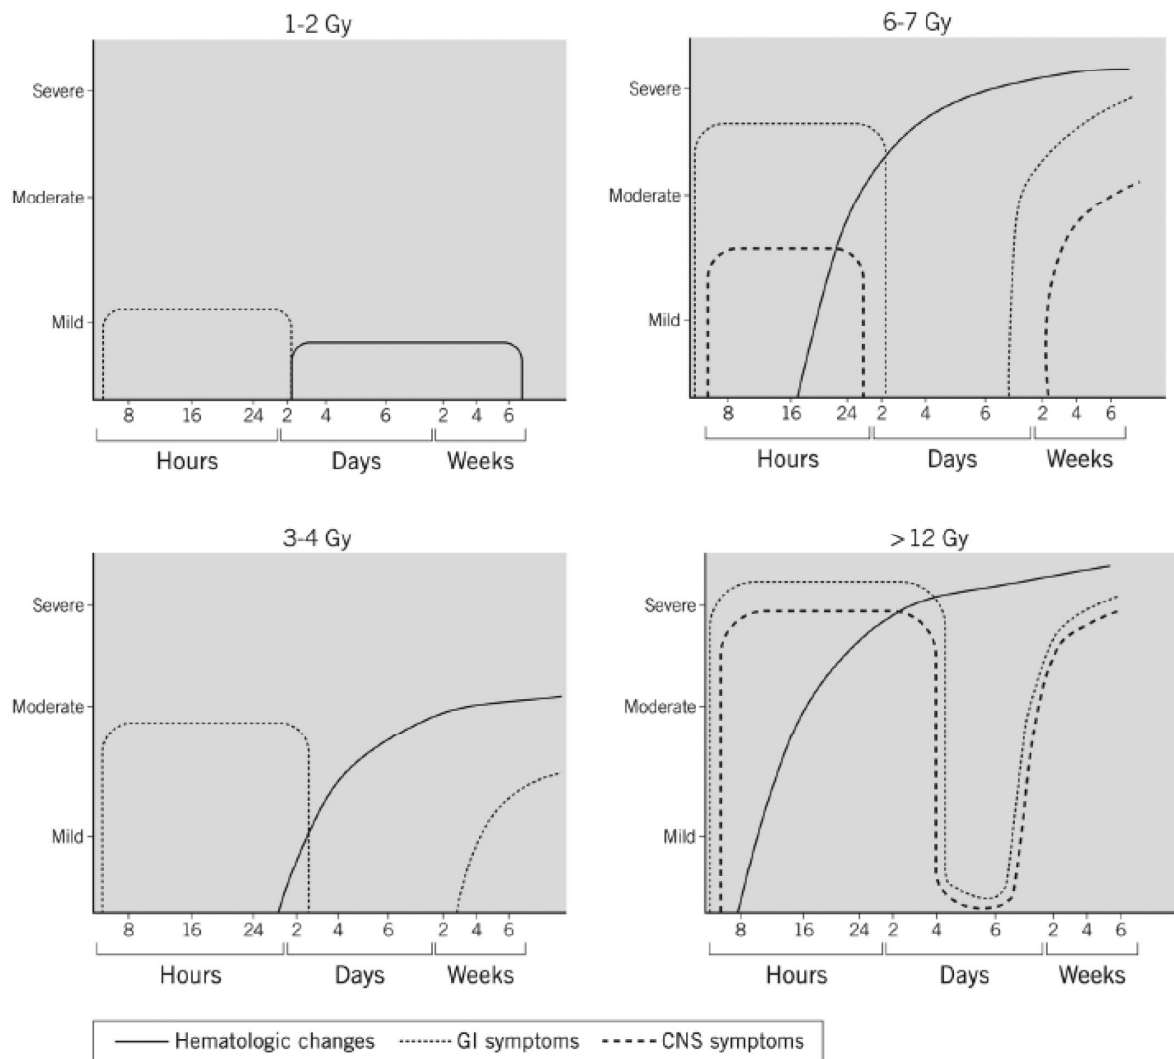 1-2 Gy
Severe
Moderate
Mild
8 16 24 2 4 6 2 4 6
Hours Days Weeks
6-7 Gy
Severe
Moderate
Mild
8 16 24 2 4 6 2 4 6
Hours Days Weeks
3-4 Gy
Severe
Moderate
Mild
8 16 24 2 4 6 2 4 6
Hours Days Weeks
>12 Gy
Severe
Moderate
Mild
8 16 24 2 4 6 2 4 6
Hours Days Weeks
Hematologic changes GI symptoms CNS symptoms